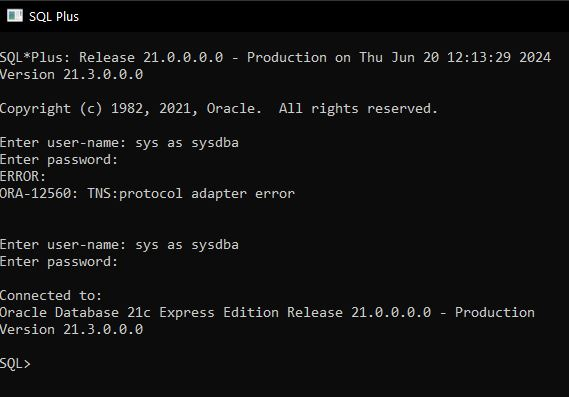 SQL Plus
SQL*Plus: Release 21.0.0.0.0 - Production on Thu Jun 20 12:13:29 2024
Version 21.3.0.0.0
Copyright (c) 1982, 2021, Oracle.  All rights reserved.
Enter user-name: sys as sysdba
Enter password:
ERROR:
ORA-12560: TNS:protocol adapter error
Enter user-name: sys as sysdba
Enter password:
Connected to:
Oracle Database 21c Express Edition Release 21.0.0.0.0 - Production
Version 21.3.0.0.0
SQL>